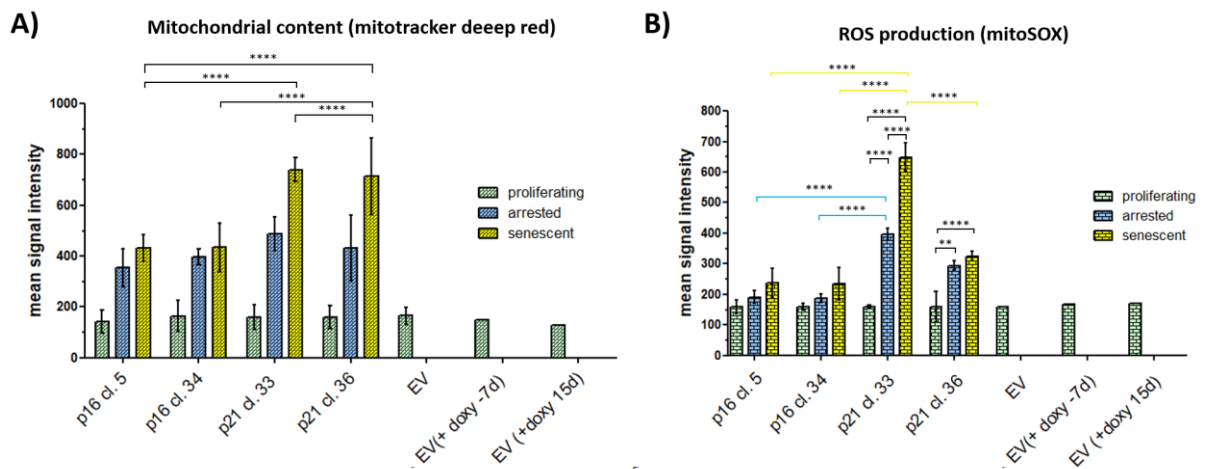 A)
Mitochondrial content (mitotracker deeep red)
****
****
****
****
mean signal intensity
1000
800
600
400
200
0
proliferating
arrested
senescent
p16 cl. 5
p16 cl. 34
p21 cl. 33
p21 cl. 36
EV
EV(+ doxy -7d)
EV (+doxy 15d)
B)
ROS production (mitoSOX)
****
****
****
****
****
****
****
****
****
**
mean signal intensity
800
700
600
500
400
300
200
100
0
proliferating
arrested
senescent
p16 cl. 5
p16 cl. 34
p21 cl. 33
p21 cl. 36
EV
EV(+ doxy -7d)
EV (+doxy 15d)